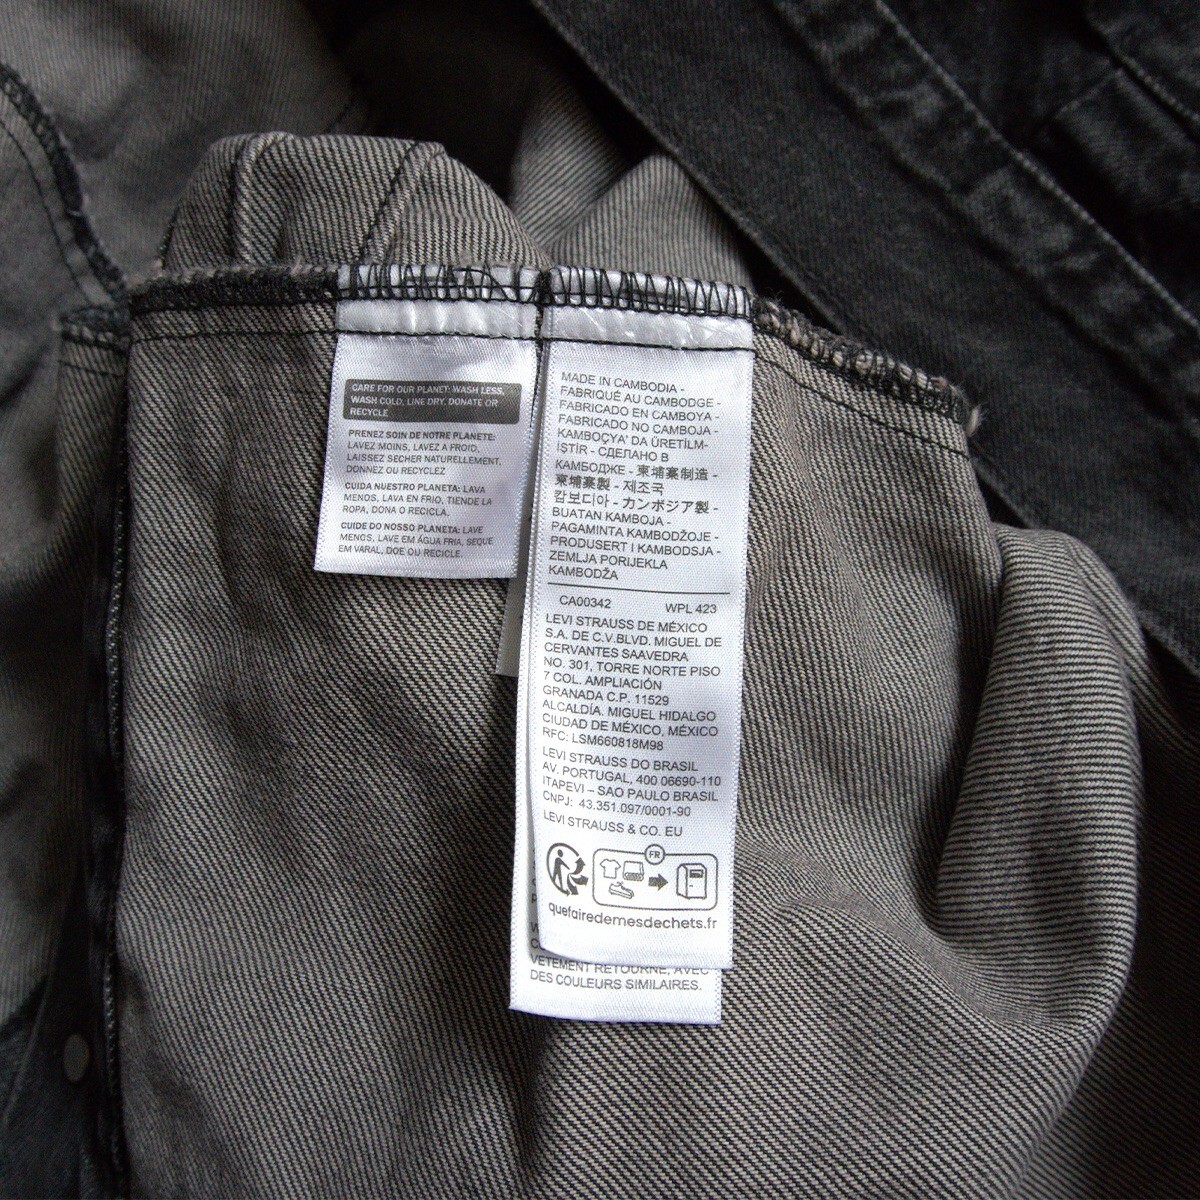 CARE FOR OUR PLANET: WASH LESS,
WASH COLD, LINE DRY, DONATE OR
RECYCLE
PRENEZ SOIN DE NOTRE PLANETE:
LAVEZ MOINS, LAVEZ A FROID,
LAISSEZ SECHER NATURELLEMENT,
DONNEZ OU RECYCLEZ
CUIDA NUESTRO PLANETA: LAVA
MENOS, LAVA EN FRIO, TIENDE LA
ROPA, DONA O RECICLA.
CUIDE DO NOSSO PLANETA: LAVE
MENOS, LAVE EM ÁGUA FRIA, SEQUE
EM VARAL, DOE OU RECICLE.
MADE IN CAMBODIA -
FABRIQUÉ AU CAMBODGE -
FABRICADO EN CAMBOYA -
FABRICADO NO CAMBOJA -
KAMBOÇYA' DA ÜRETİLM-
İŞTİR - СДЕЛАНО В
КАМБОДЖЕ - 柬埔寨制造 -
柬埔寨製 - 제조국
캄보디아 - カンボジア製 -
BUATAN KAMBOJA -
PAGAMINTA KAMBODŽOJE -
PRODUSERT I KAMBODSJA -
ZEMLJA PORIJEKLA
KAMBODŽA
CA00342 WPL 423
LEVI STRAUSS DE MÉXICO
S.A. DE C.V.BLVD. MIGUEL DE
CERVANTES SAAVEDRA
NO. 301, TORRE NORTE PISO
7 COL. AMPLIACIÓN
GRANADA C.P. 11529
ALCALDÍA. MIGUEL HIDALGO
CIUDAD DE MÉXICO, MÉXICO
RFC: LSM660818M98
LEVI STRAUSS DO BRASIL
AV. PORTUGAL, 400 06690-110
ITAPEVI – SAO PAULO BRASIL
CNPJ: 43.351.097/0001-90
LEVI STRAUSS & CO. EU
FR
quefairedemesdechets.fr
VETEMENT RETOURNE, AVEC
DES COULEURS SIMILAIRES.